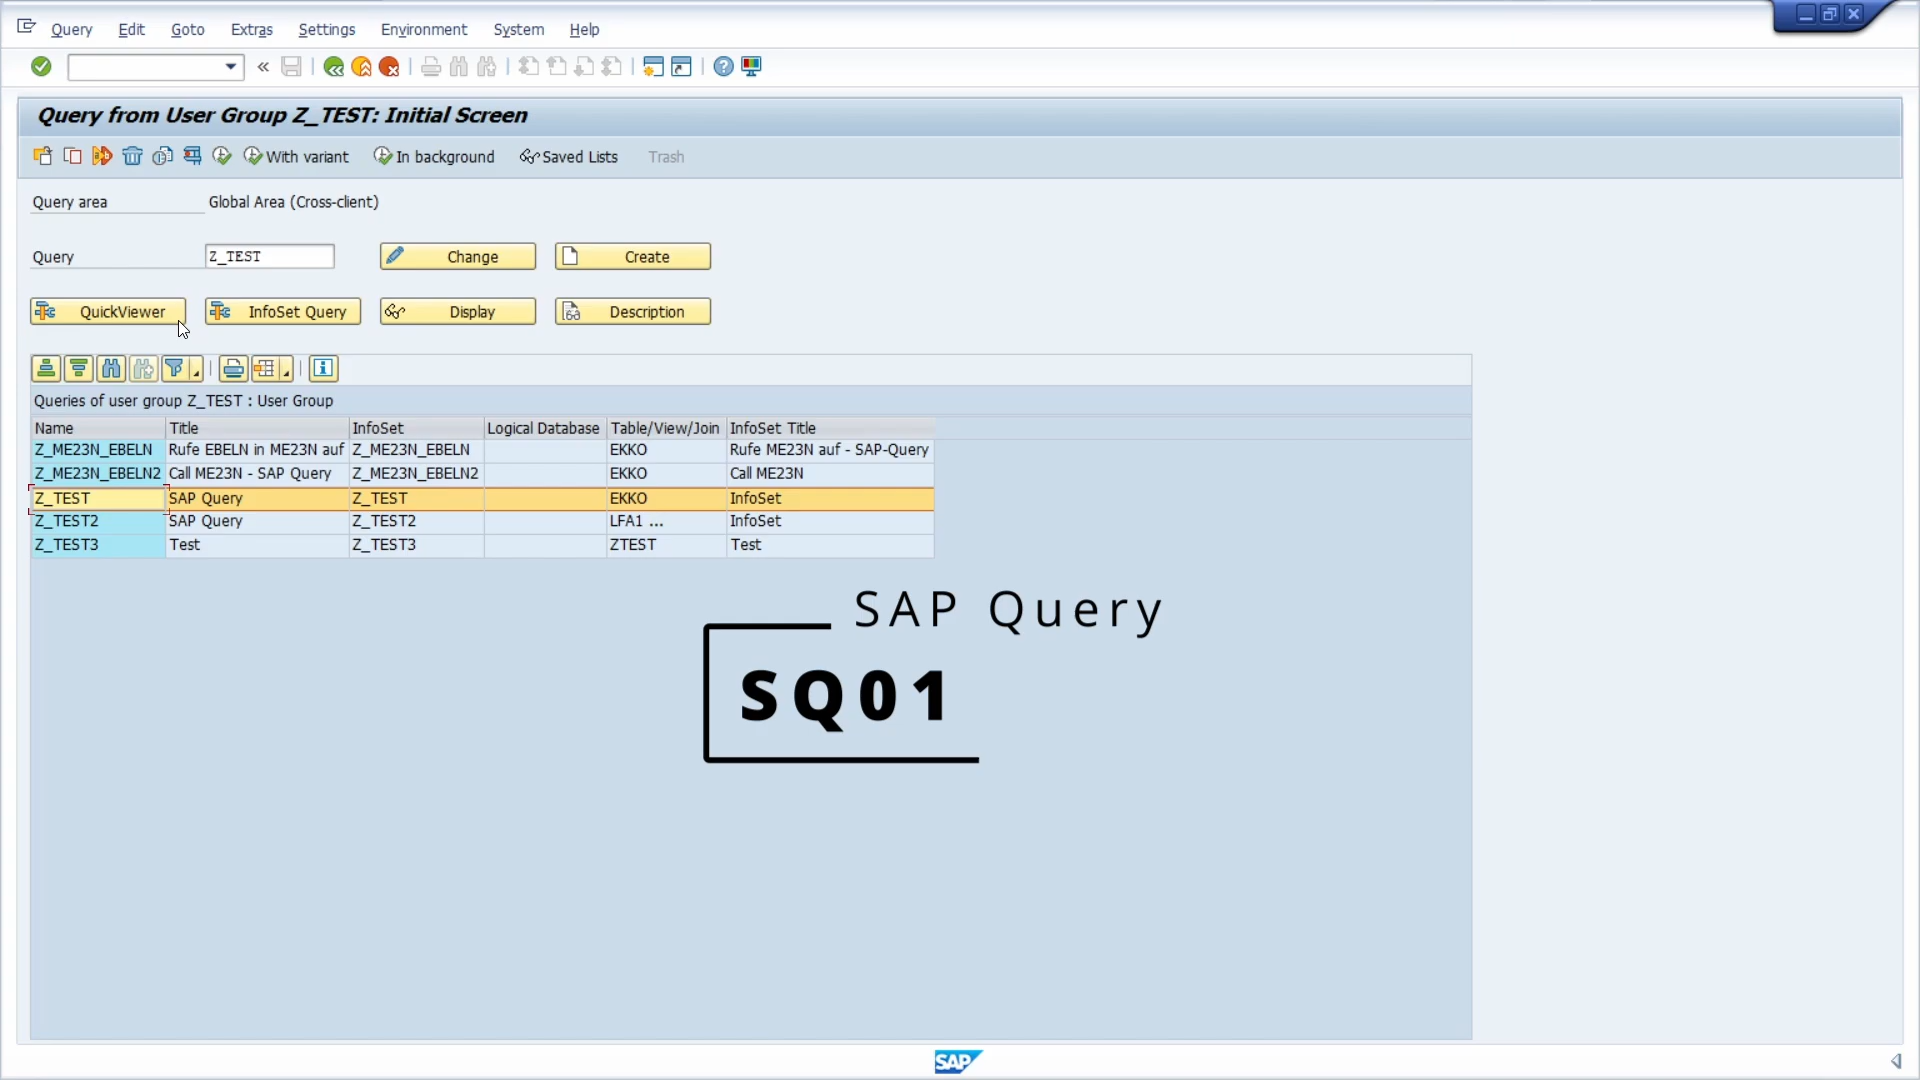 Query Edit Goto Extras Settings Environment System Help
Query from User Group Z_TEST: Initial Screen
With variant In background Saved Lists Trash
Query area Global Area (Cross-client)
Query Z_TEST Change Create
QuickViewer InfoSet Query Display Description
Queries of user group Z_TEST : User Group
Name Title InfoSet Logical Database Table/View/Join InfoSet Title
Z_ME23N_EBELN Rufe EBELN in ME23N auf Z_ME23N_EBELN EKKO Rufe ME23N auf - SAP-Query
Z_ME23N_EBELN2 Call ME23N - SAP Query Z_ME23N_EBELN2 EKKO Call ME23N
Z_TEST SAP Query Z_TEST EKKO InfoSet
Z_TEST2 SAP Query Z_TEST2 LFA1 ... InfoSet
Z_TEST3 Test Z_TEST3 ZTEST Test
SAP Query
SQ01
SAP